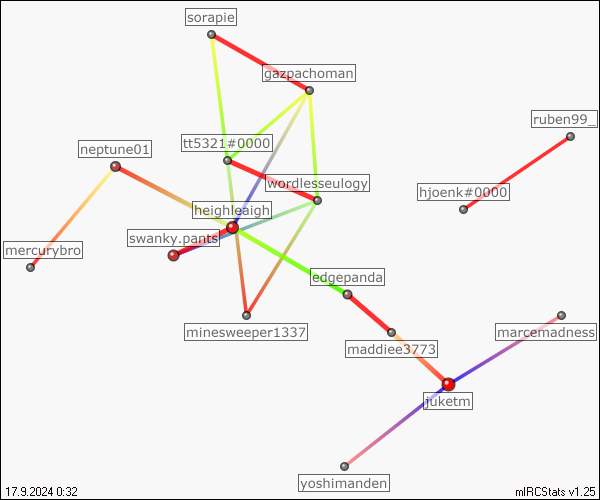 sorapie
gazpachoman
ruben99_
tt5321#0000
neptune01
wordlesseulogy
hjoenk#0000
heighleaigh
swanky.pants
mercurybro
edgepanda
minesweeper1337
marcemadness
maddiee3773
juketm
yoshimanden
17.9.2024 0:32
mIRCStats v1.25